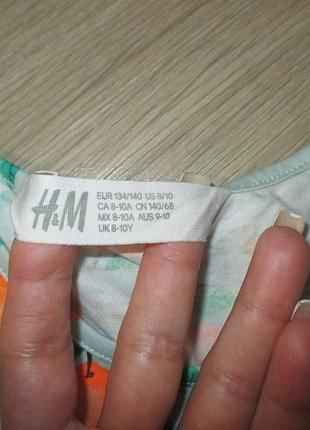 H&M
EUR 134/140 US 8/10
CA 8-10A CN 140/68
MX 8-10A AUS 9-10
UK 8-10Y